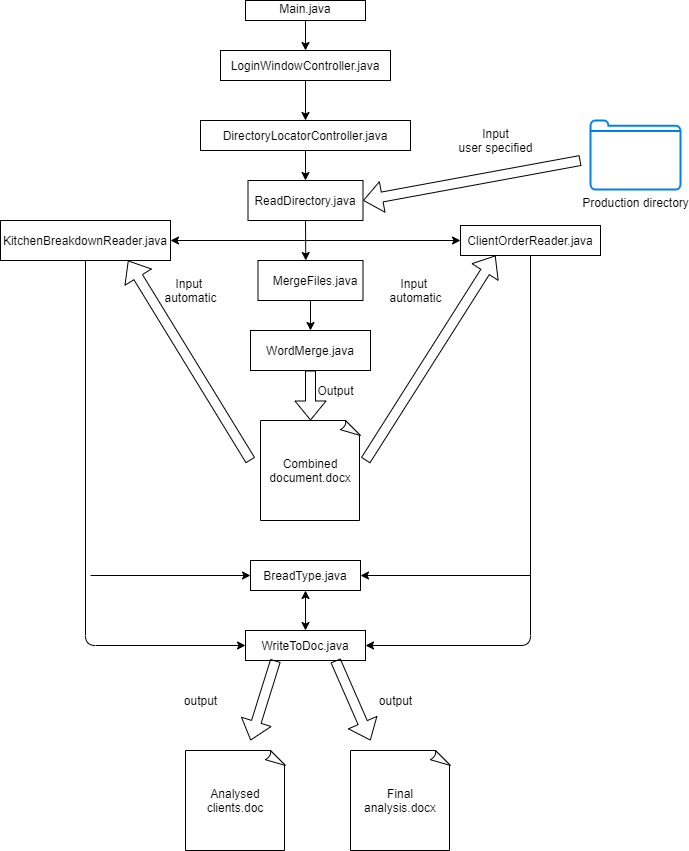 Main.java
LoginWindowController.java
DirectoryLocatorController.java
Input
user specified
Production directory
ReadDirectory.java
KitchenBreakdownReader.java
ClientOrderReader.java
MergeFiles.java
Input
automatic
Input
automatic
WordMerge.java
Output
Combined
document.docx
BreadType.java
WriteToDoc.java
output
output
Analysed
clients.doc
Final
analysis.docx